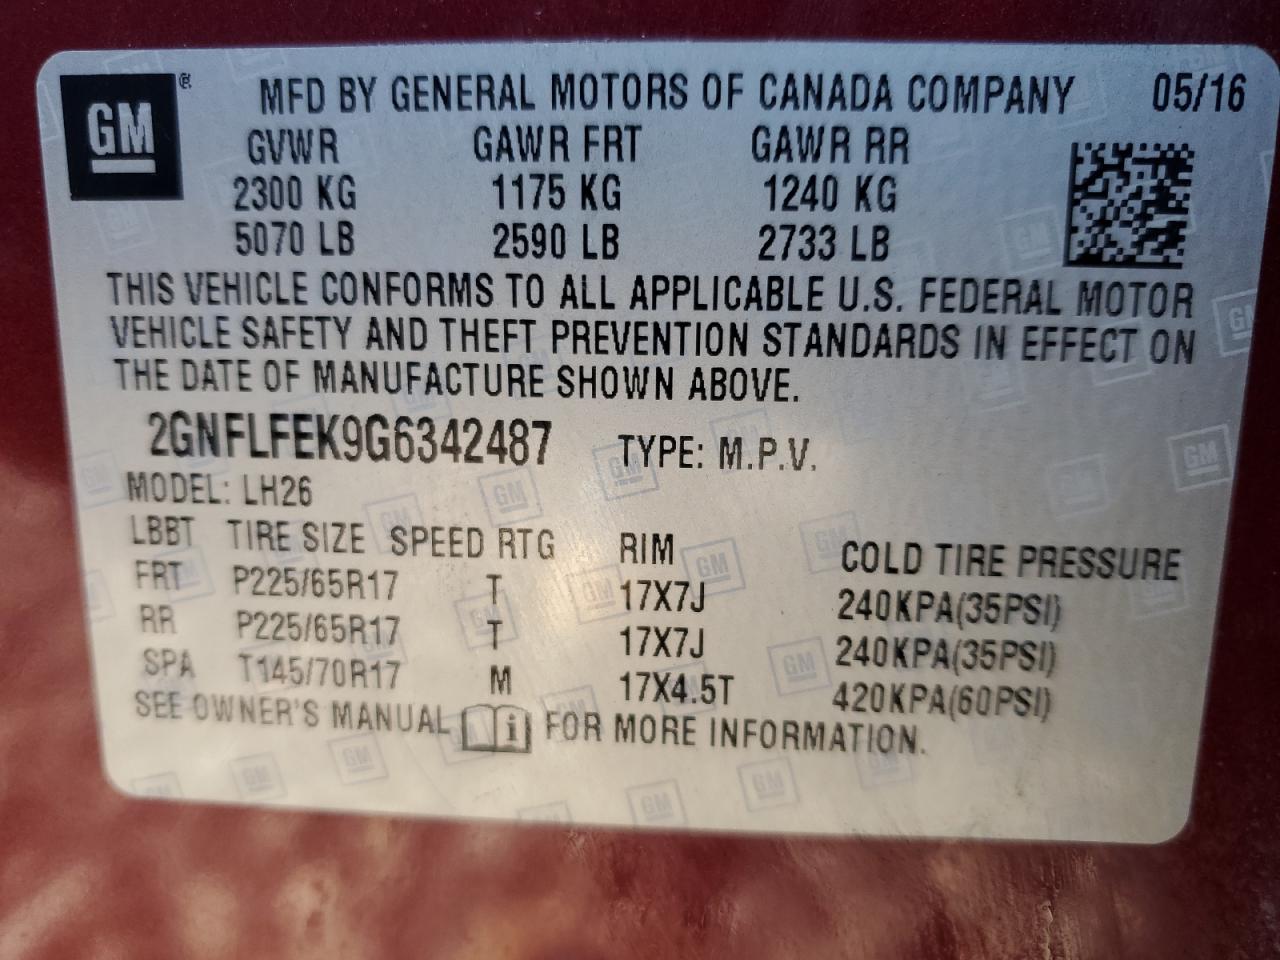 GM ® MFD BY GENERAL MOTORS OF CANADA COMPANY 05/16
GVWR GAWR FRT GAWR RR
2300 KG 1175 KG 1240 KG
5070 LB 2590 LB 2733 LB
THIS VEHICLE CONFORMS TO ALL APPLICABLE U.S. FEDERAL MOTOR
VEHICLE SAFETY AND THEFT PREVENTION STANDARDS IN EFFECT ON
THE DATE OF MANUFACTURE SHOWN ABOVE.
2GNFLFEK9G6342487 TYPE: M.P.V.
MODEL: LH26
LBBT TIRE SIZE SPEED RTG RIM COLD TIRE PRESSURE
FRT P225/65R17 T 17X7J 240KPA(35PSI)
RR P225/65R17 T 17X7J 240KPA(35PSI)
SPA T145/70R17 M 17X4.5T 420KPA(60PSI)
SEE OWNER'S MANUAL i FOR MORE INFORMATION.